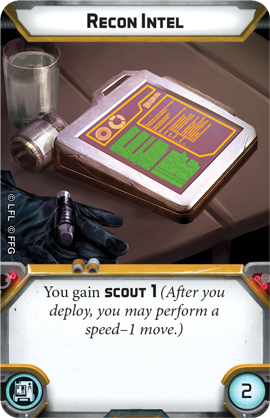 RECON INTEL
© LFL © FFG
You gain SCOUT 1 (After you
deploy, you may perform a
speed–1 move.)
2